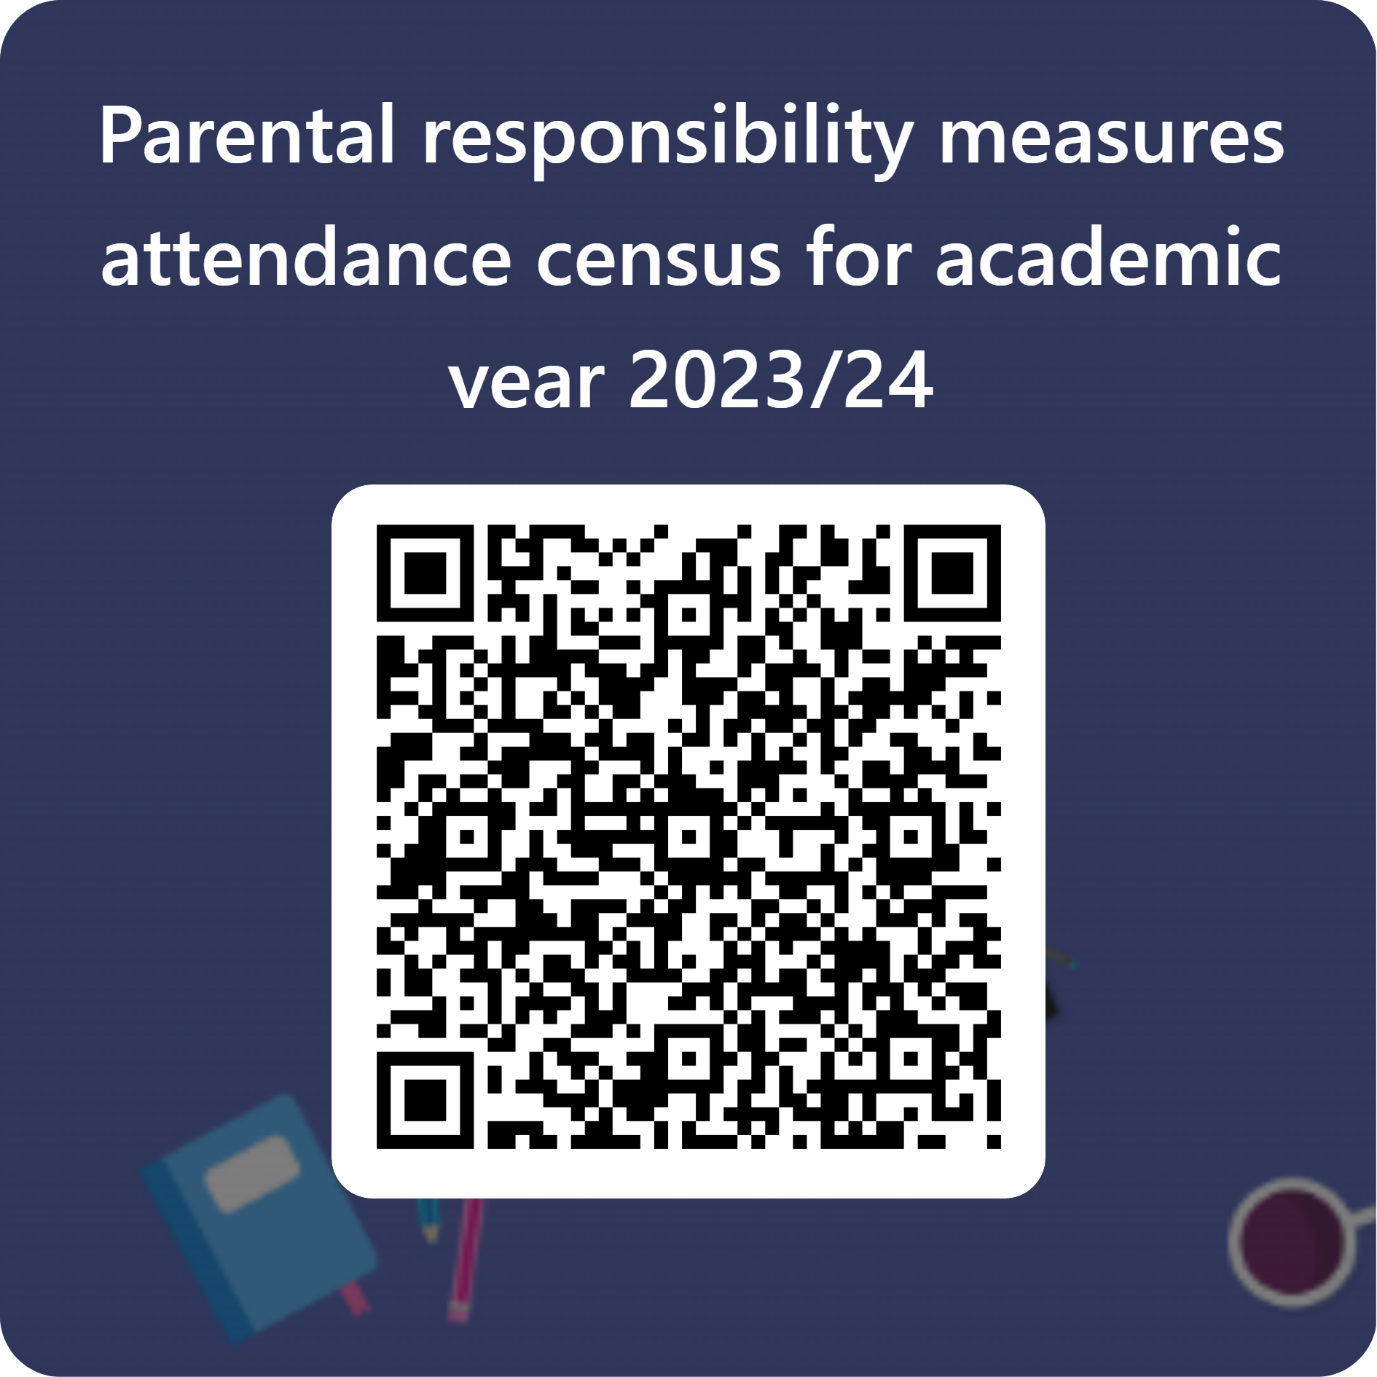 Parental responsibility measures
attendance census for academic
year 2023/24